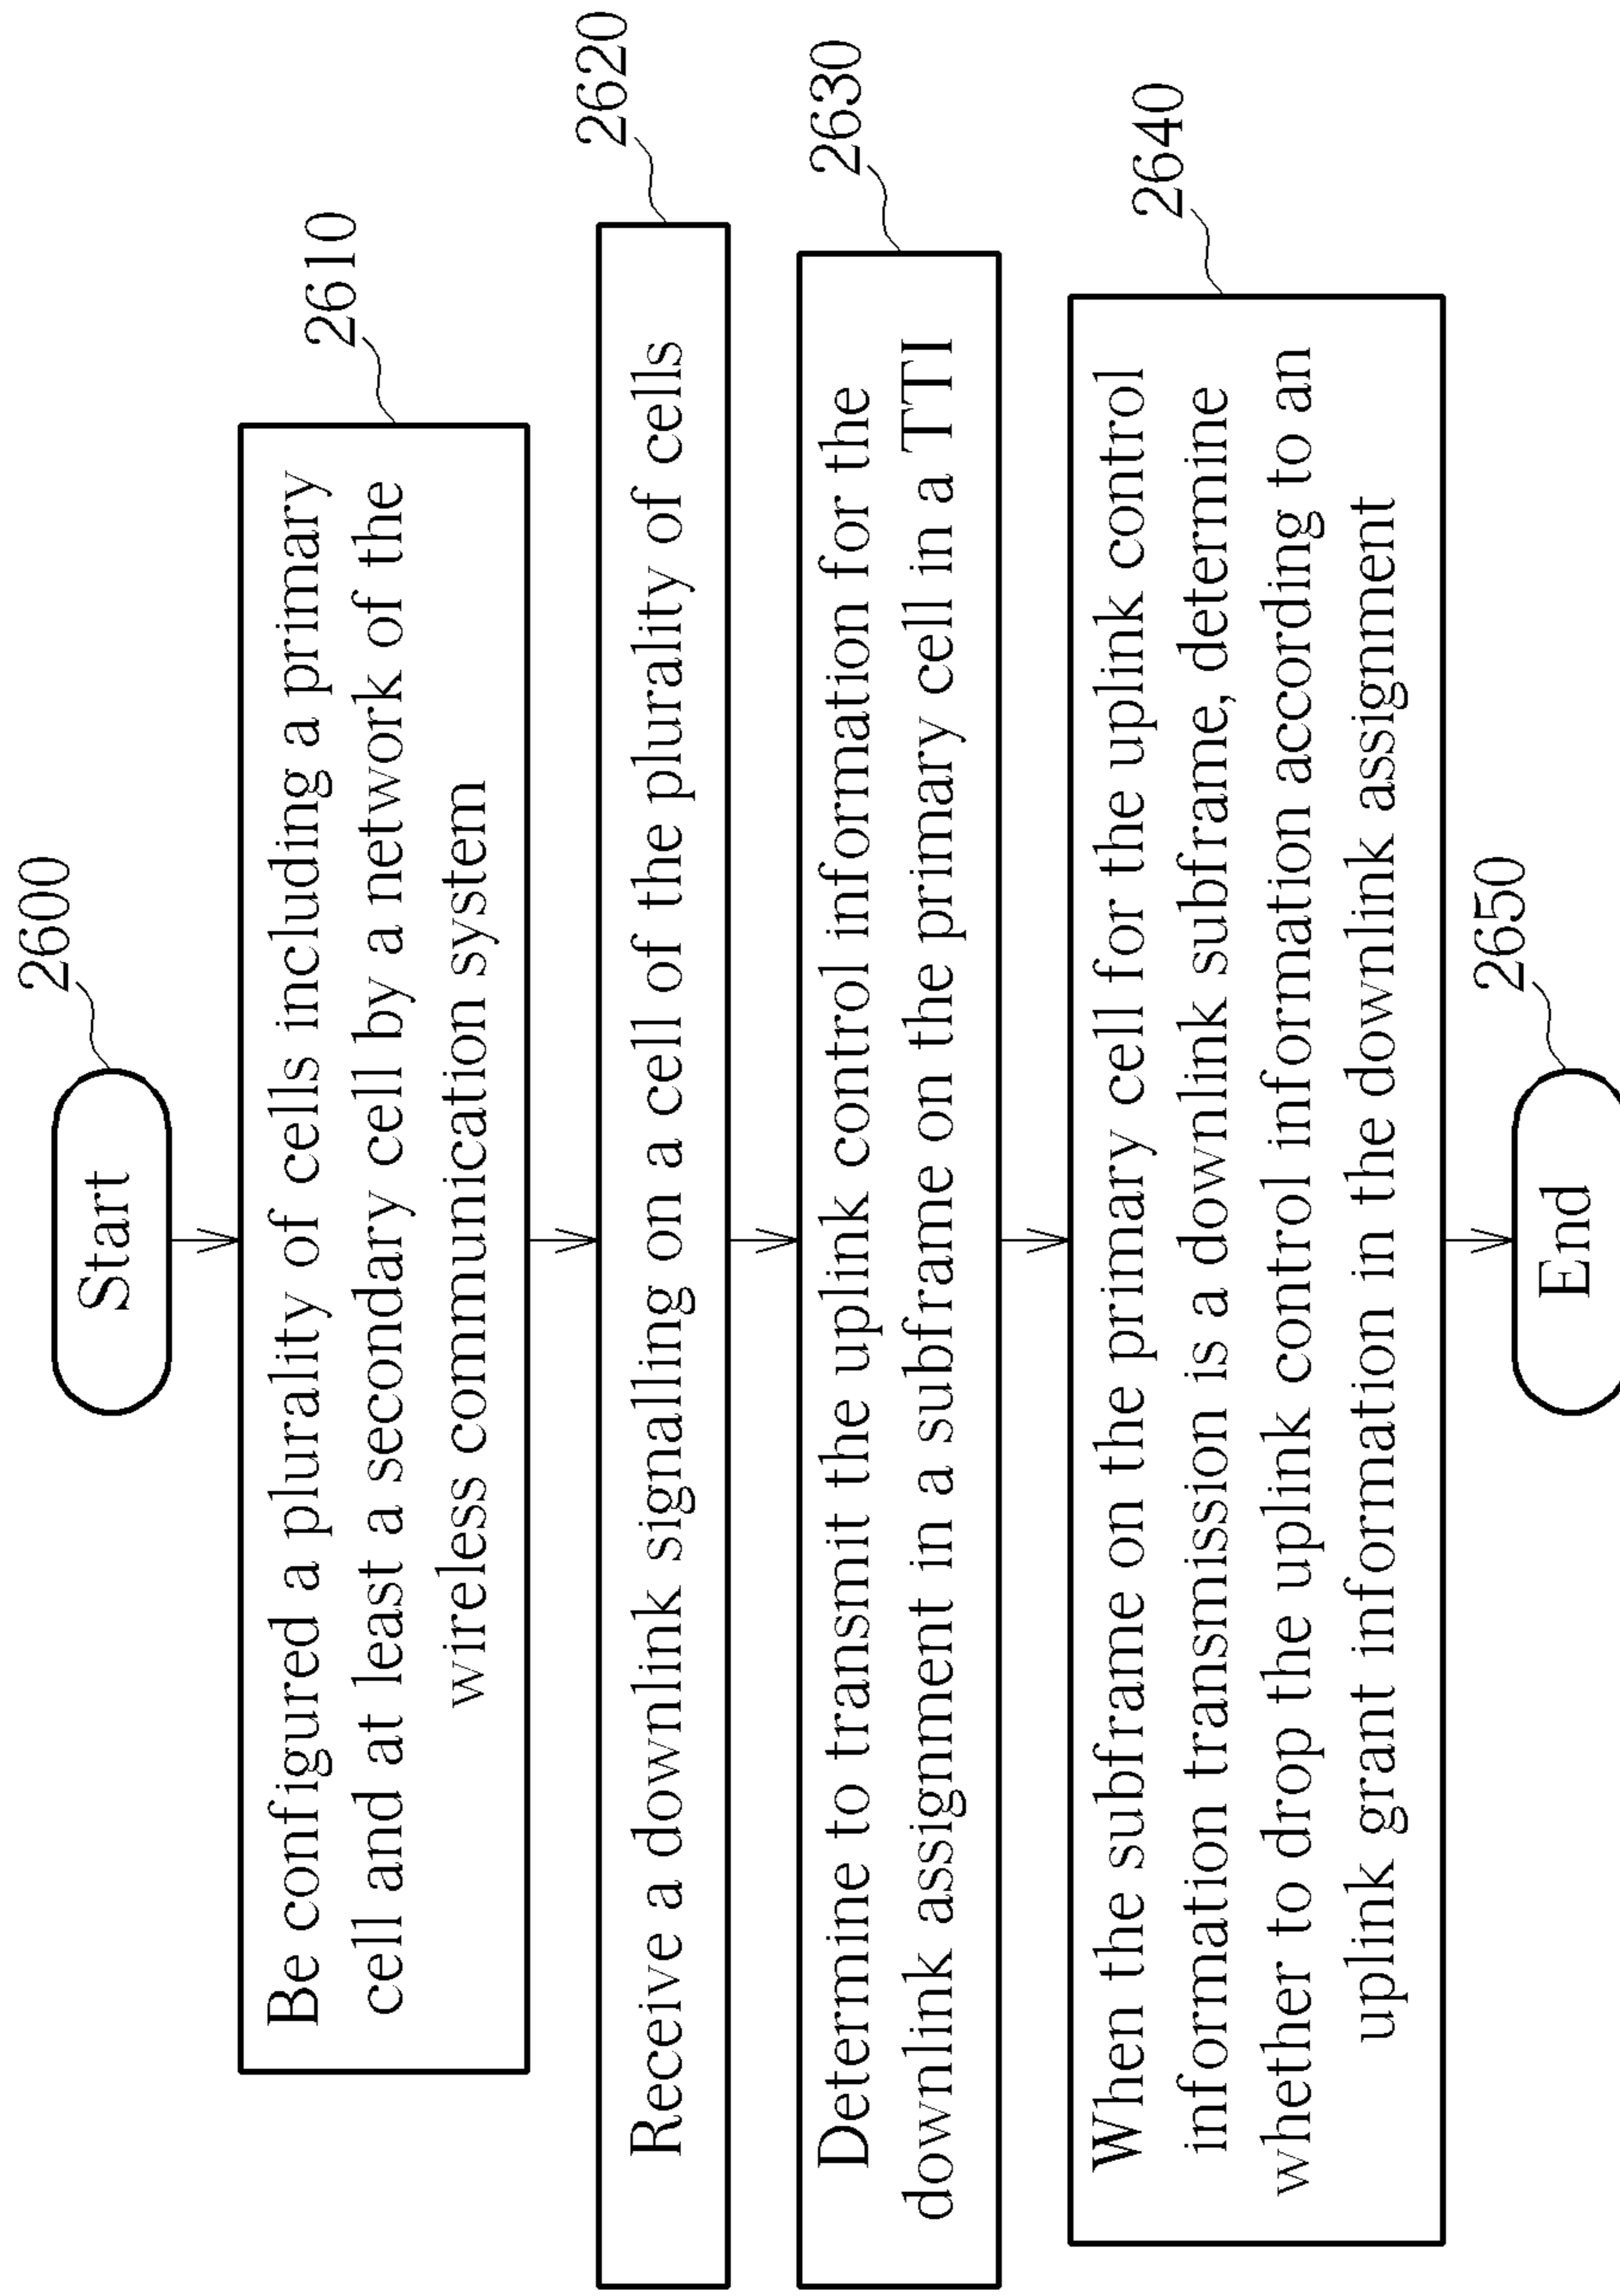 2600
Start
2610
Be configured a plurality of cells including a primary
cell and at least a secondary cell by a network of the
wireless communication system
2620
Receive a downlink signalling on a cell of the plurality of cells
2630
Determine to transmit the uplink control information for the
downlink assignment in a subframe on the primary cell in a TTI
2640
When the subframe on the primary cell for the uplink control
information transmission is a downlink subframe, determine
whether to drop the uplink control information according to an
uplink grant information in the downlink assignment
2650
End